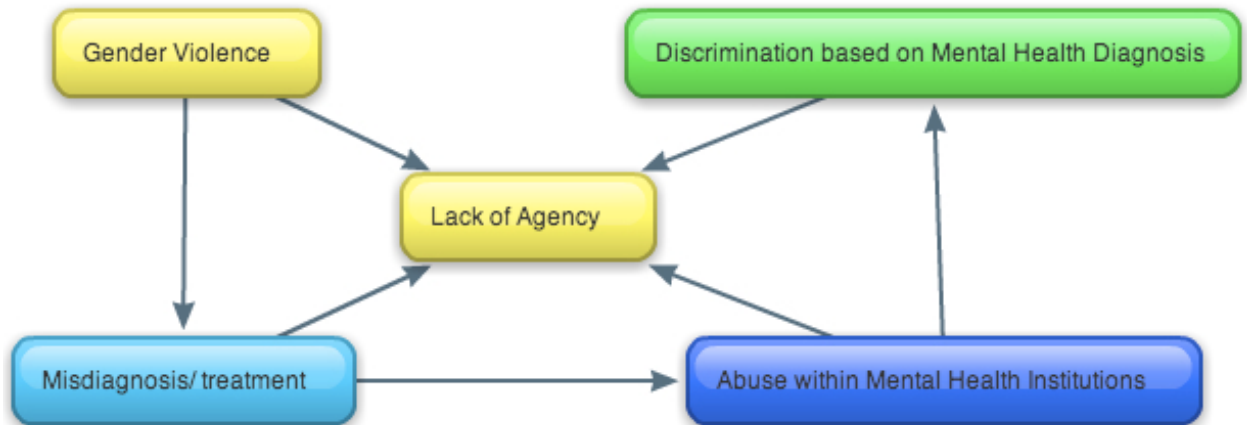 Gender Violence
Discrimination based on Mental Health Diagnosis
Lack of Agency
Misdiagnosis/ treatment
Abuse within Mental Health Institutions